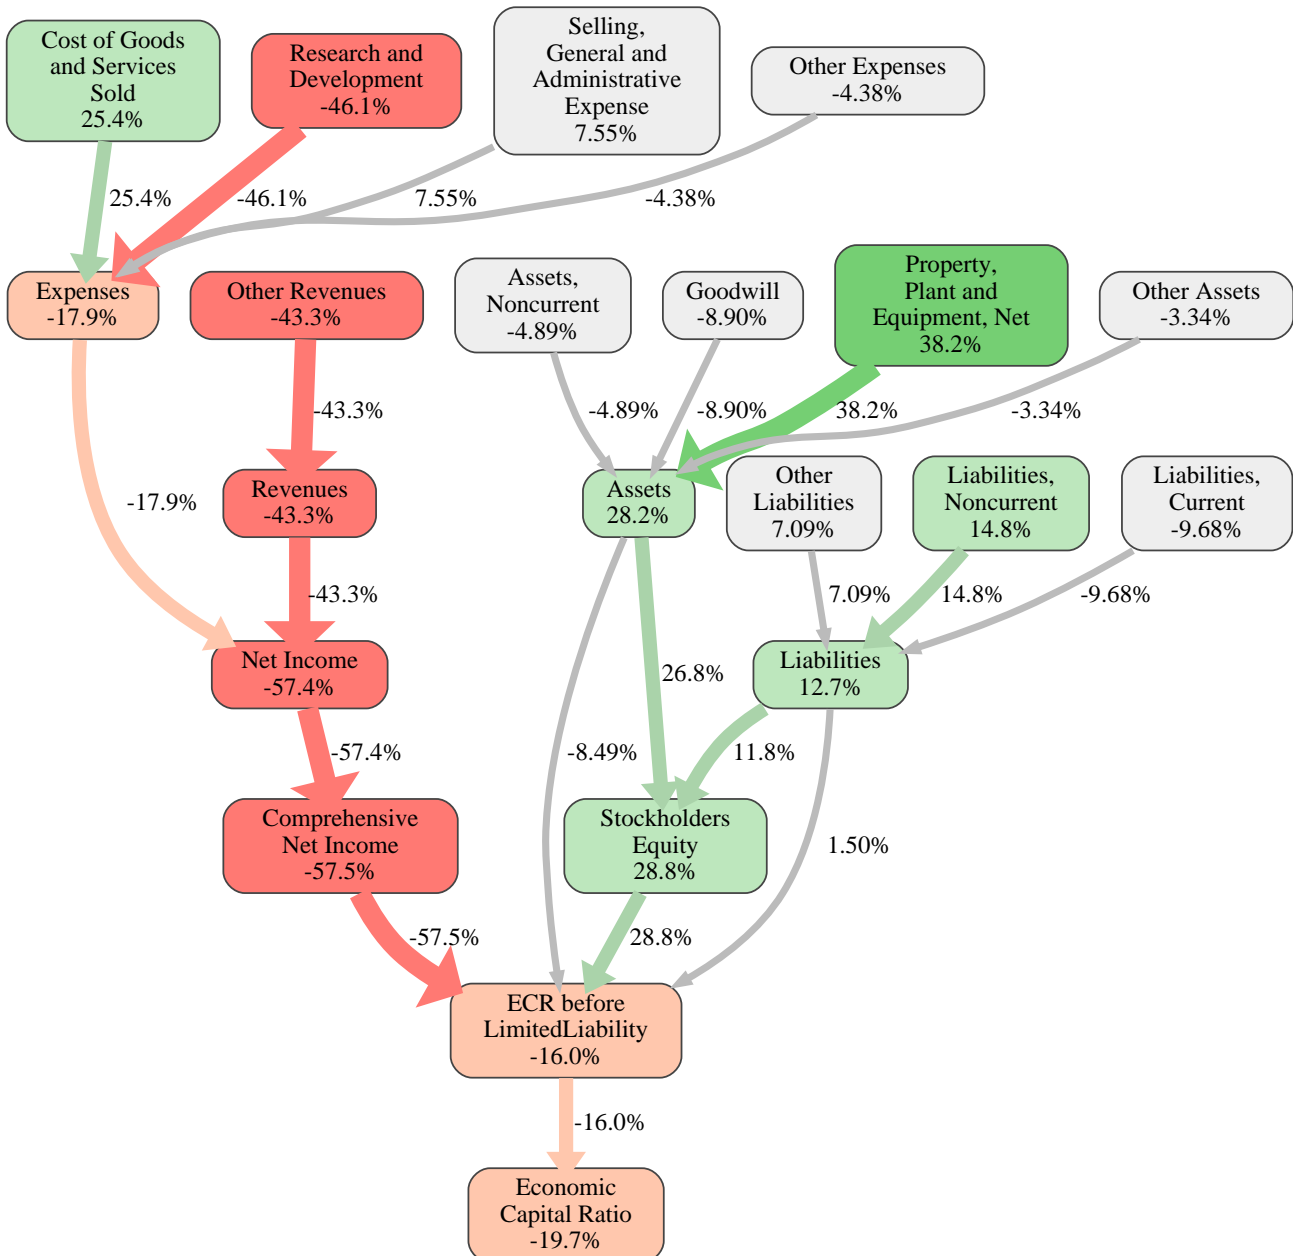 Cost of Goods
and Services
Sold
25.4%
Research and
Development
-46.1%
Selling,
General and
Administrative
Expense
7.55%
Other Expenses
-4.38%
25.4%
-46.1%
7.55%
-4.38%
Expenses
-17.9%
Other Revenues
-43.3%
Assets,
Noncurrent
-4.89%
Goodwill
-8.90%
Property,
Plant and
Equipment, Net
38.2%
Other Assets
-3.34%
-43.3%
-4.89%
-8.90%
38.2%
-3.34%
-17.9%
Revenues
-43.3%
Assets
28.2%
Other
Liabilities
7.09%
Liabilities,
Noncurrent
14.8%
Liabilities,
Current
-9.68%
-43.3%
7.09%
14.8%
-9.68%
Net Income
-57.4%
26.8%
Liabilities
12.7%
-57.4%
-8.49%
11.8%
Comprehensive
Net Income
-57.5%
Stockholders
Equity
28.8%
1.50%
-57.5%
28.8%
ECR before
LimitedLiability
-16.0%
-16.0%
Economic
Capital Ratio
-19.7%